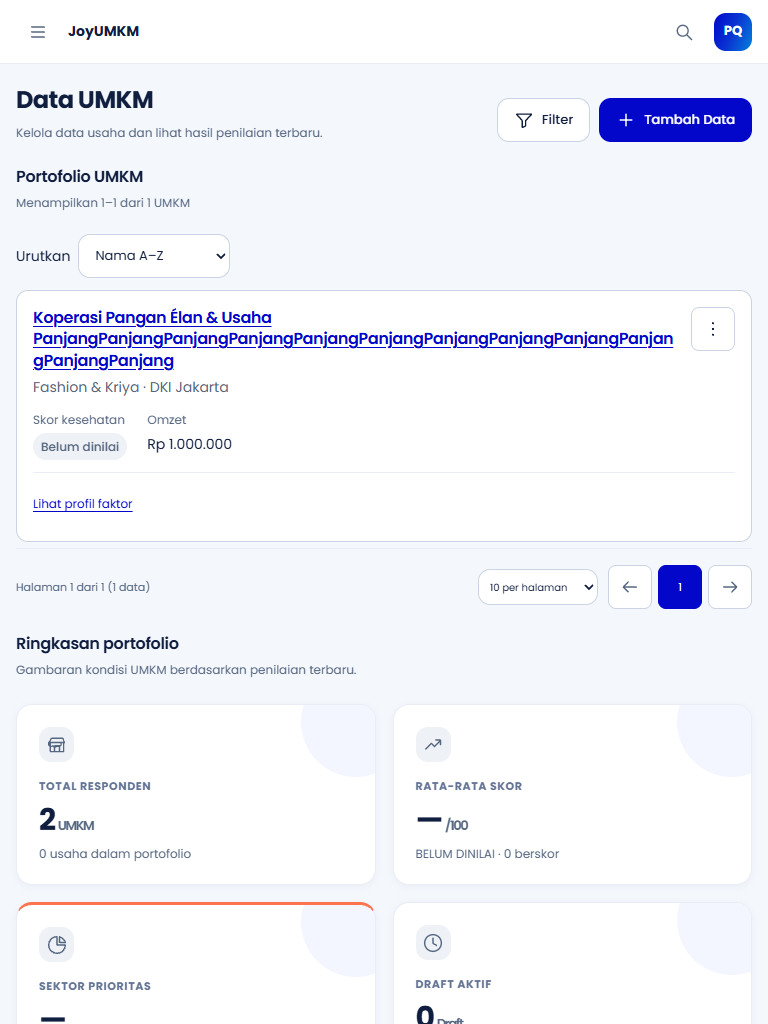 JoyUMKM
PQ
Data UMKM
Kelola data usaha dan lihat hasil penilaian terbaru.
Filter
Tambah Data
Portofolio UMKM
Menampilkan 1–1 dari 1 UMKM
Urutkan
Nama A–Z
Koperasi Pangan Élan & Usaha
PanjangPanjangPanjangPanjangPanjangPanjangPanjangPanjangPanjangPanjan
gPanjangPanjang
Fashion & Kriya · DKI Jakarta
Skor kesehatan
Omzet
Belum dinilai
Rp 1.000.000
Lihat profil faktor
Halaman 1 dari 1 (1 data)
10 per halaman
1
Ringkasan portofolio
Gambaran kondisi UMKM berdasarkan penilaian terbaru.
TOTAL RESPONDEN
2 UMKM
0 usaha dalam portofolio
RATA-RATA SKOR
— /100
BELUM DINILAI · 0 berskor
SEKTOR PRIORITAS
—
DRAFT AKTIF
0 Draft